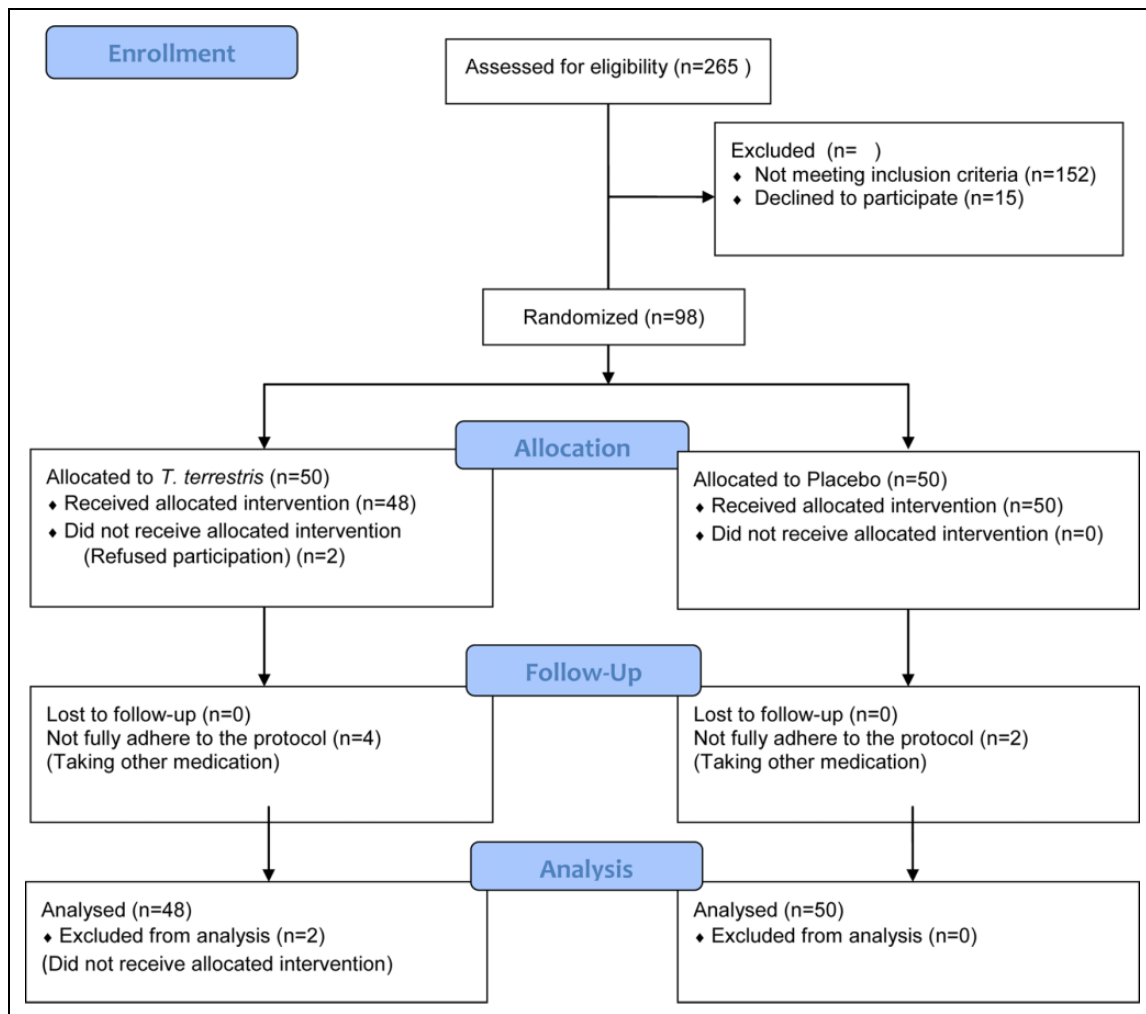 Enrollment
Assessed for eligibility (n=265 )
Excluded (n= )
♦ Not meeting inclusion criteria (n=152)
♦ Declined to participate (n=15)
Randomized (n=98)
Allocation
Allocated to T. terrestris (n=50)
♦ Received allocated intervention (n=48)
♦ Did not receive allocated intervention
(Refused participation) (n=2)
Allocated to Placebo (n=50)
♦ Received allocated intervention (n=50)
♦ Did not receive allocated intervention (n=0)
Follow-Up
Lost to follow-up (n=0)
Not fully adhere to the protocol (n=4)
(Taking other medication)
Lost to follow-up (n=0)
Not fully adhere to the protocol (n=2)
(Taking other medication)
Analysis
Analysed (n=48)
♦ Excluded from analysis (n=2)
(Did not receive allocated intervention)
Analysed (n=50)
♦ Excluded from analysis (n=0)